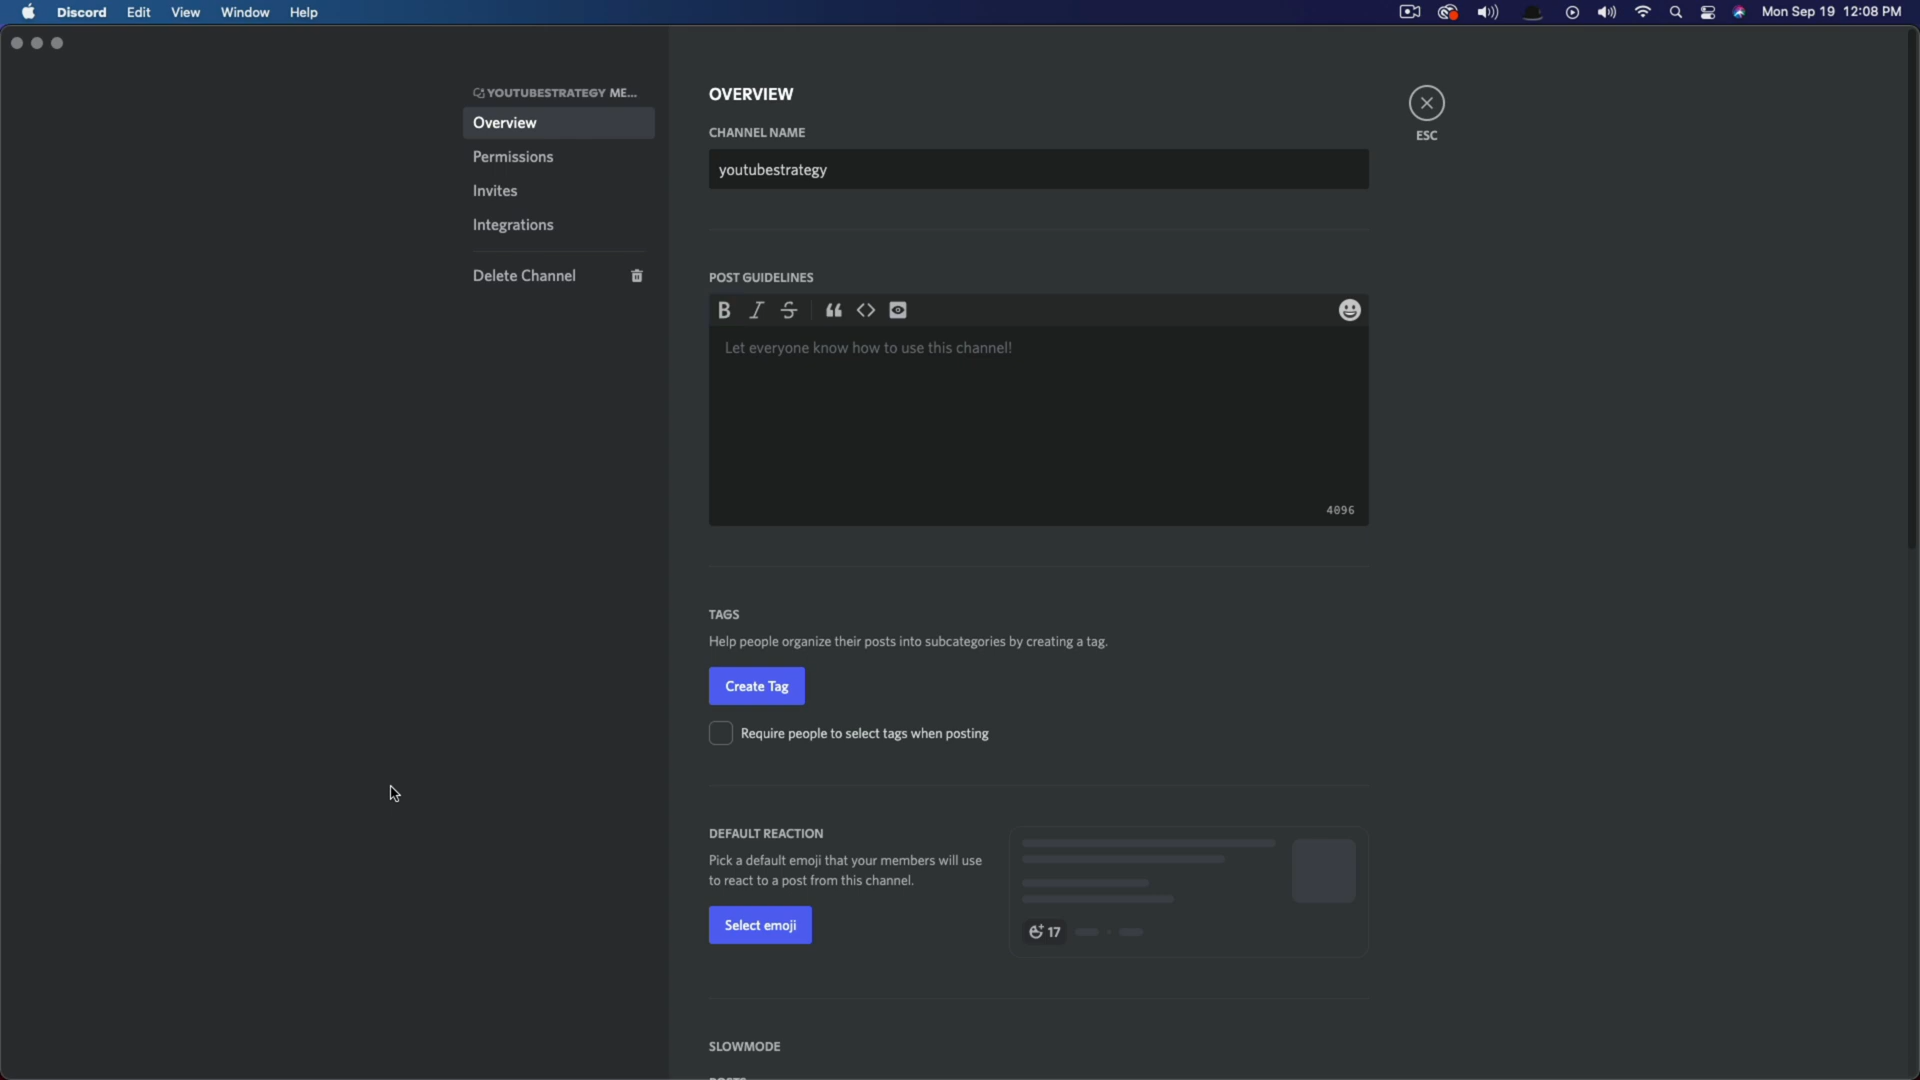 Discord Edit View Window Help Mon Sep 19 12:08 PM
YOUTUBESTRATEGY ME...
Overview
Permissions
Invites
Integrations
Delete Channel
OVERVIEW
ESC
CHANNEL NAME
youtubestrategy
POST GUIDELINES
B I S
Let everyone know how to use this channel!
4096
TAGS
Help people organize their posts into subcategories by creating a tag.
Create Tag
Require people to select tags when posting
DEFAULT REACTION
Pick a default emoji that your members will use
to react to a post from this channel.
Select emoji
17
SLOWMODE